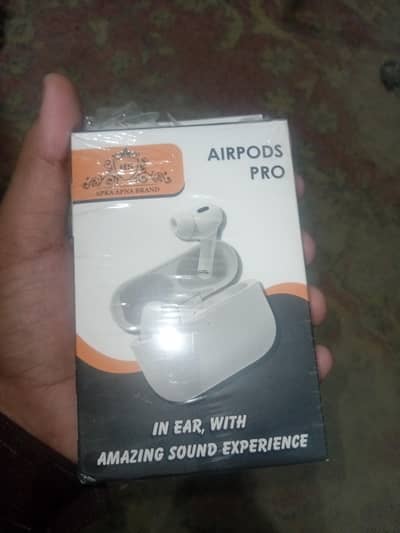 APKA APNA BRAND
AIRPODS
PRO
IN EAR, WITH
AMAZING SOUND EXPERIENCE